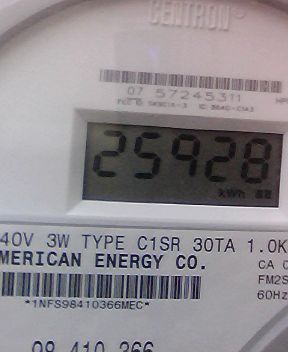 CENTRON
07 57245311
25928
kWh
40V 3W TYPE C1SR 30TA 1.0K
MERICAN ENERGY CO.
CA 0
FM2S
60Hz
*1NFS98410366MEC*
98 410 366